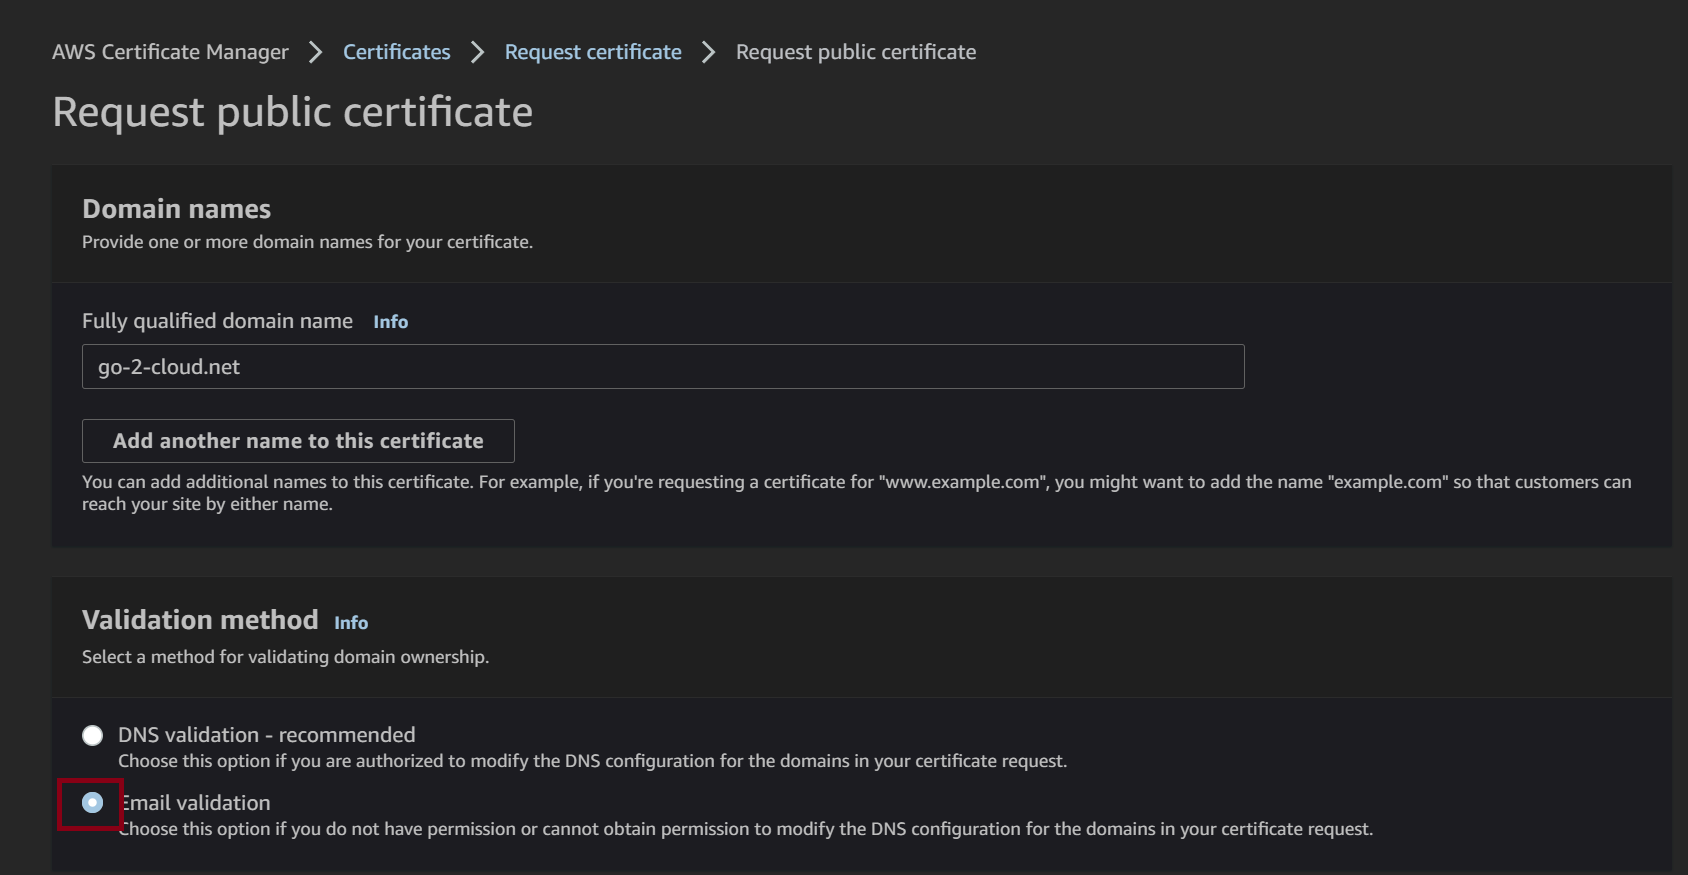 AWS Certificate Manager > Certificates > Request certificate > Request public certificate
Request public certificate
Domain names
Provide one or more domain names for your certificate.
Fully qualified domain name Info
go-2-cloud.net
Add another name to this certificate
You can add additional names to this certificate. For example, if you're requesting a certificate for "www.example.com", you might want to add the name "example.com" so that customers can
reach your site by either name.
Validation method Info
Select a method for validating domain ownership.
DNS validation - recommended
Choose this option if you are authorized to modify the DNS configuration for the domains in your certificate request.
Email validation
Choose this option if you do not have permission or cannot obtain permission to modify the DNS configuration for the domains in your certificate request.